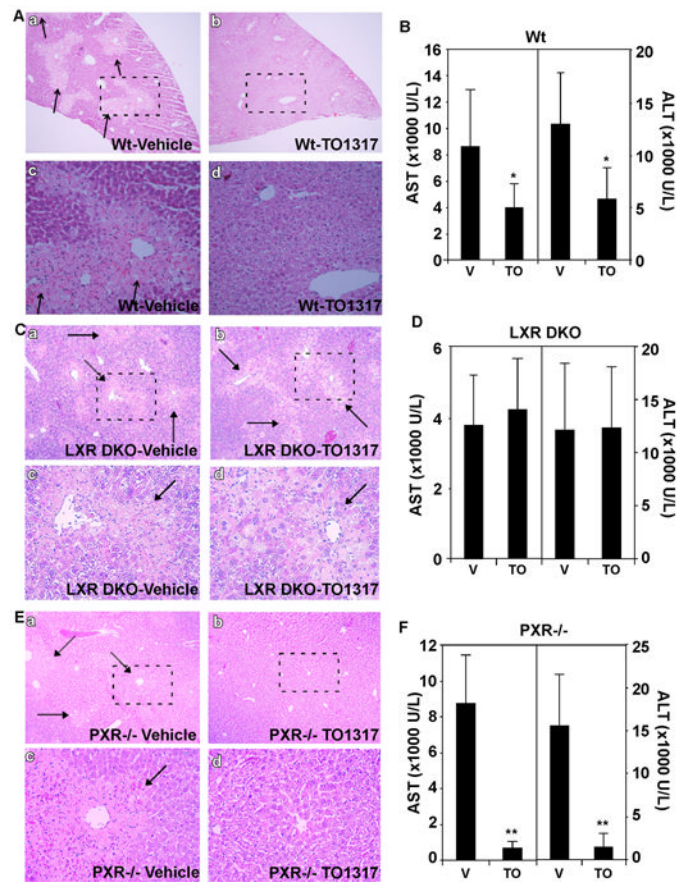 A
a
Wt-Vehicle
b
Wt-TO1317
c
Wt-Vehicle
d
Wt-TO1317
B
Wt
AST (x1000 U/L)
16
14
12
10
8
6
4
2
0
*
*
20
15
10
5
0
ALT (x1000 U/L)
V TO V TO
C
a
LXR DKO-Vehicle
b
LXR DKO-TO1317
c
LXR DKO-Vehicle
d
LXR DKO-TO1317
D
LXR DKO
AST (x1000 U/L)
6
4
2
0
20
15
10
5
0
ALT (x1000 U/L)
V TO V TO
E
a
PXR-/- Vehicle
b
PXR-/- TO1317
c
PXR-/- Vehicle
d
PXR-/- TO1317
F
PXR-/-
AST (x1000 U/L)
12
10
8
6
4
2
0
**
**
25
20
15
10
5
0
ALT (x1000 U/L)
V TO V TO